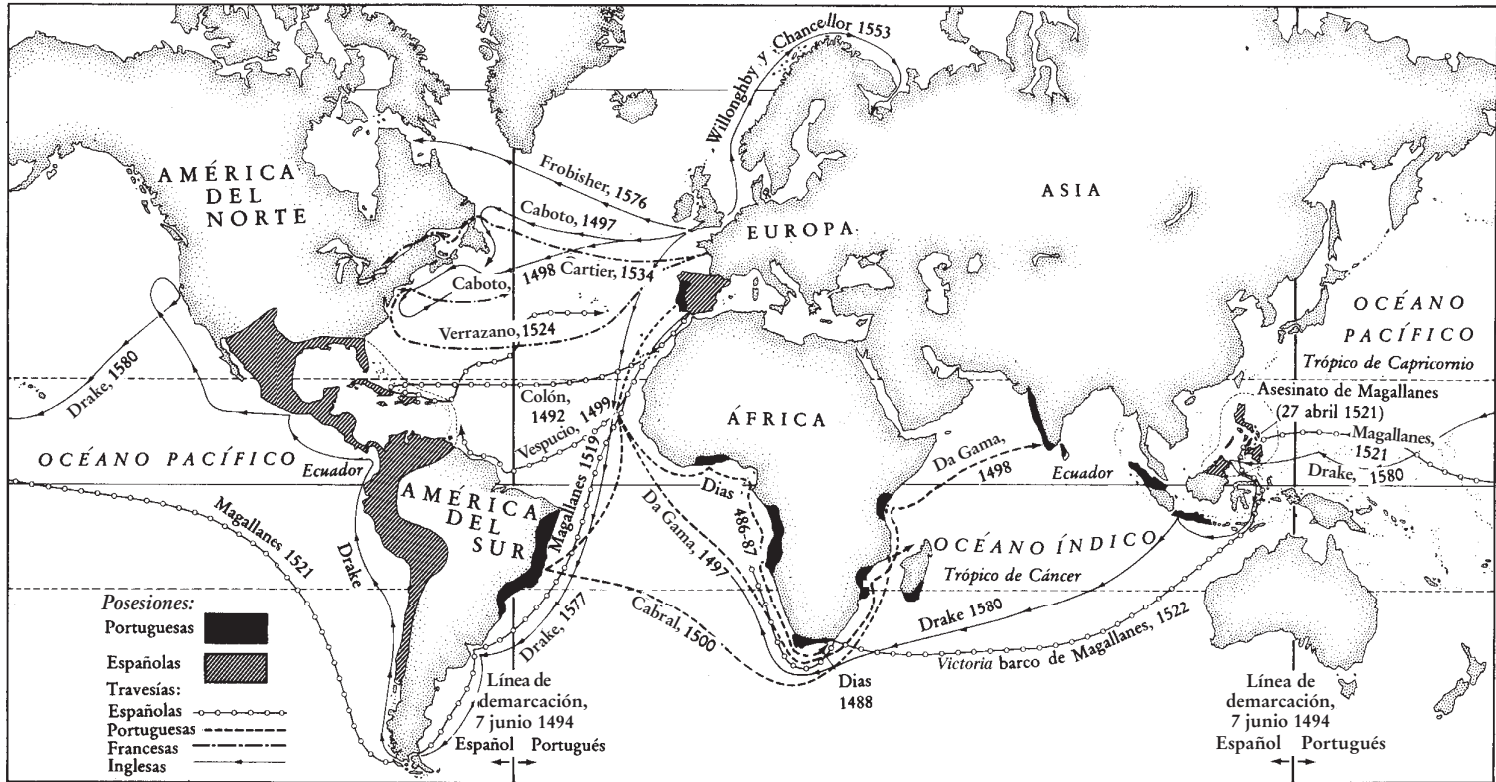 Willonghby y Chancellor 1553
AMÉRICA
DEL
NORTE
Frobisher, 1576
Caboto, 1497
Caboto, 1498
Cartier, 1534
Verrazano, 1524
EUROPA
ASIA
OCÉANO
PACÍFICO
Trópico de Capricornio
Drake, 1580
Colón,
1492
Vespucio, 1499
ÁFRICA
Asesinato de Magallanes
(27 abril 1521)
Magallanes,
1521
Drake, 1580
OCÉANO PACÍFICO
Ecuador
Magallanes 1519
Dias
486-87
Da Gama,
1498
Ecuador
AMÉRICA
DEL
SUR
Magallanes 1521
Drake
Da Gama, 1497
OCÉANO ÍNDICO
Trópico de Cáncer
Drake, 1577
Cabral, 1500
Drake 1580
Victoria barco de Magallanes, 1522
Dias
1488
Posesiones:
Portuguesas
Españolas
Travesías:
Españolas
Portuguesas
Francesas
Inglesas
Línea de
demarcación,
7 junio 1494
Español Portugués
Línea de
demarcación,
7 junio 1494
Español Portugués